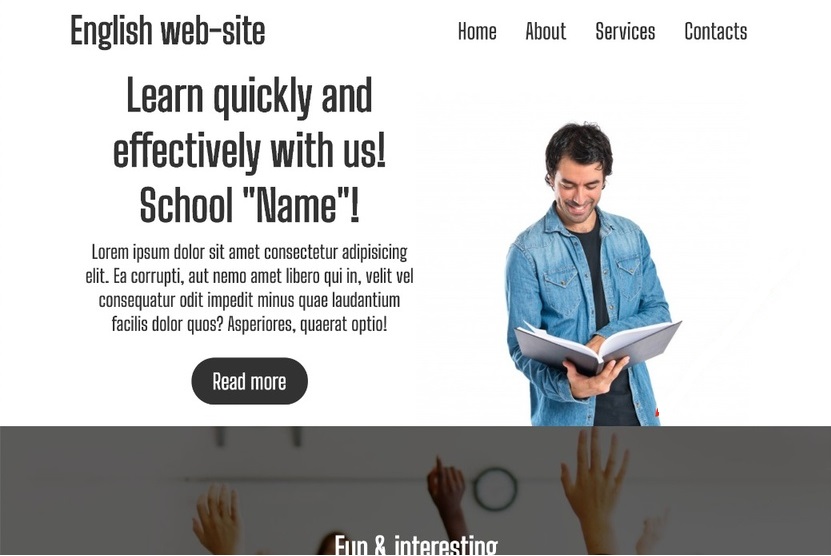 English web-site
Home About Services Contacts
Learn quickly and
effectively with us!
School "Name"!
Lorem ipsum dolor sit amet consectetur adipisicing
elit. Ea corrupti, aut nemo amet libero qui in, velit vel
consequatur odit impedit minus quae laudantium
facilis dolor quos? Asperiores, quaerat optio!
Read more
Fun & interesting